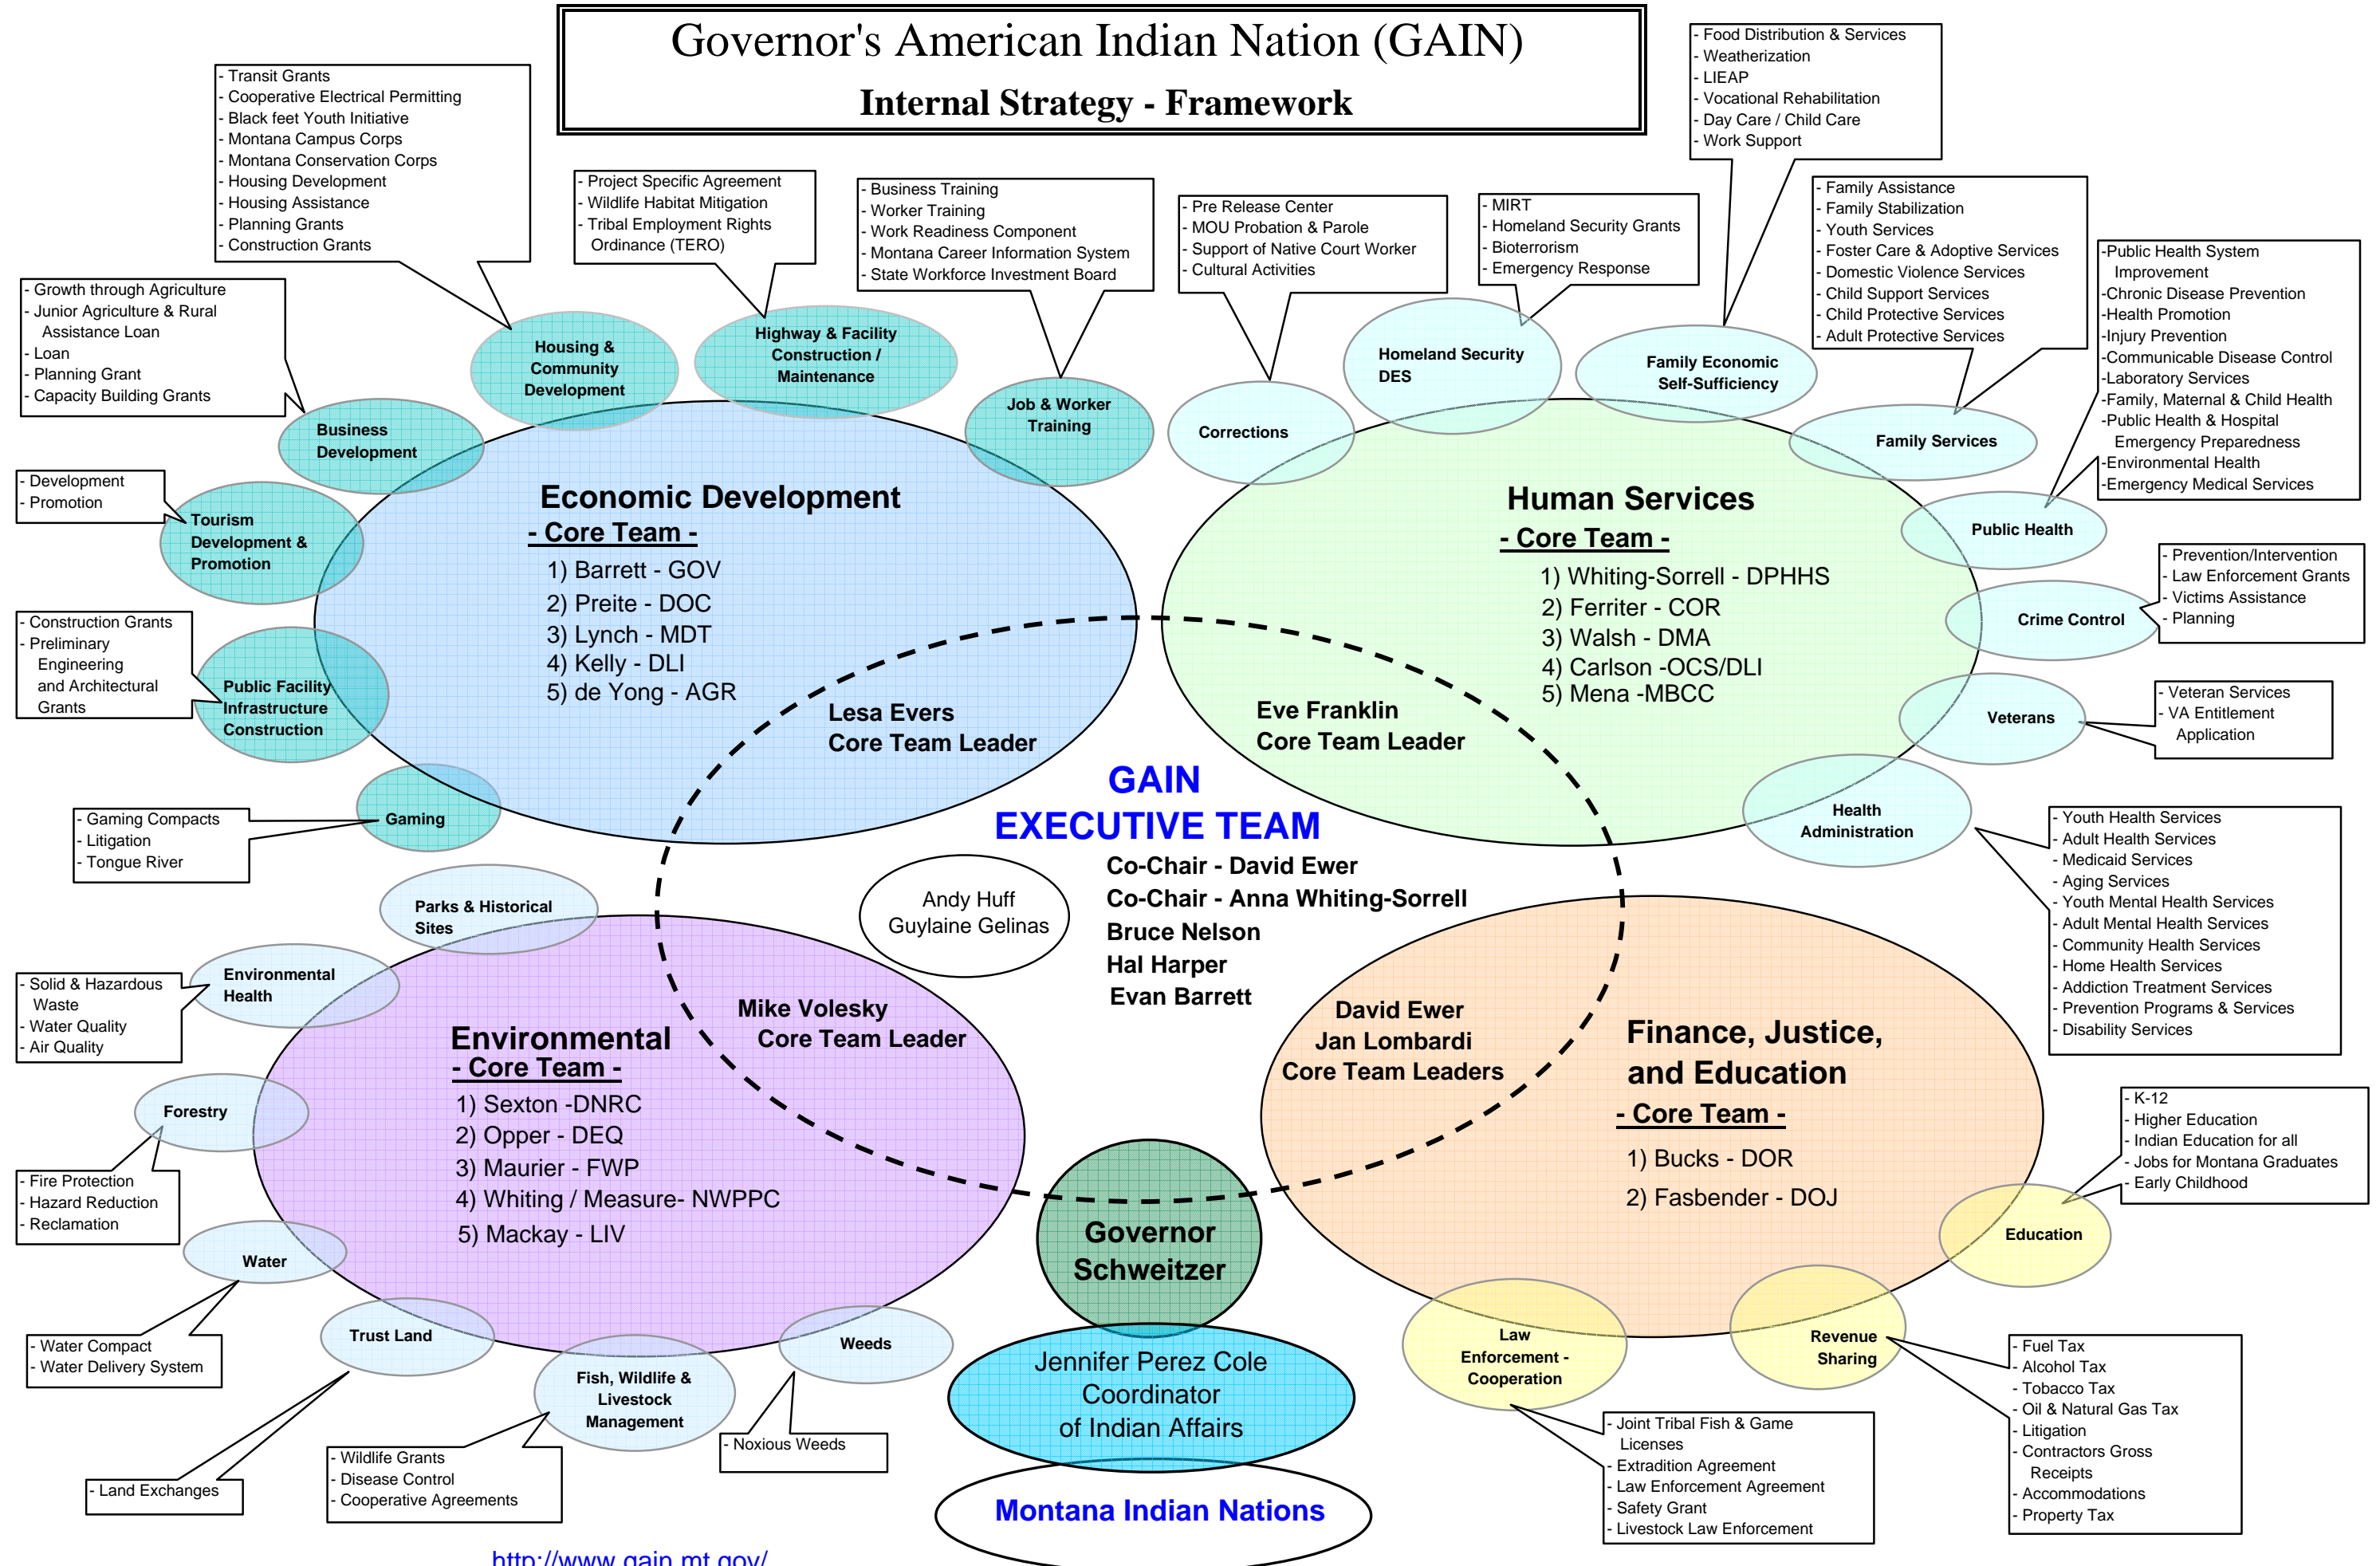 Governor's American Indian Nation (GAIN)
Internal Strategy - Framework
- Transit Grants
- Cooperative Electrical Permitting
- Black feet Youth Initiative
- Montana Campus Corps
- Montana Conservation Corps
- Housing Development
- Housing Assistance
- Planning Grants
- Construction Grants
- Project Specific Agreement
- Wildlife Habitat Mitigation
- Tribal Employment Rights
Ordinance (TERO)
- Business Training
- Worker Training
- Work Readiness Component
- Montana Career Information System
- State Workforce Investment Board
- Pre Release Center
- MOU Probation & Parole
- Support of Native Court Worker
- Cultural Activities
- MIRT
- Homeland Security Grants
- Bioterrorism
- Emergency Response
- Food Distribution & Services
- Weatherization
- LIEAP
- Vocational Rehabilitation
- Day Care / Child Care
- Work Support
- Family Assistance
- Family Stabilization
- Youth Services
- Foster Care & Adoptive Services
- Domestic Violence Services
- Child Support Services
- Child Protective Services
- Adult Protective Services
-Public Health System
Improvement
-Chronic Disease Prevention
-Health Promotion
-Injury Prevention
-Communicable Disease Control
-Laboratory Services
-Family, Maternal & Child Health
-Public Health & Hospital
Emergency Preparedness
-Environmental Health
-Emergency Medical Services
- Growth through Agriculture
- Junior Agriculture & Rural
Assistance Loan
- Loan
- Planning Grant
- Capacity Building Grants
Housing &
Community
Development
Highway & Facility
Construction /
Maintenance
Job & Worker
Training
Corrections
Homeland Security
DES
Family Economic
Self-Sufficiency
Family Services
Public Health
Business
Development
- Development
- Promotion
Tourism
Development &
Promotion
- Construction Grants
- Preliminary
Engineering
and Architectural
Grants
Public Facility
Infrastructure
Construction
- Gaming Compacts
- Litigation
- Tongue River
Gaming
Economic Development
- Core Team -
1) Barrett - GOV
2) Preite - DOC
3) Lynch - MDT
4) Kelly - DLI
5) de Yong - AGR
Lesa Evers
Core Team Leader
Human Services
- Core Team -
1) Whiting-Sorrell - DPHHS
2) Ferriter - COR
3) Walsh - DMA
4) Carlson -OCS/DLI
5) Mena -MBCC
Eve Franklin
Core Team Leader
- Prevention/Intervention
- Law Enforcement Grants
- Victims Assistance
- Planning
Crime Control
- Veteran Services
- VA Entitlement
Application
Veterans
Health
Administration
- Youth Health Services
- Adult Health Services
- Medicaid Services
- Aging Services
- Youth Mental Health Services
- Adult Mental Health Services
- Community Health Services
- Home Health Services
- Addiction Treatment Services
- Prevention Programs & Services
- Disability Services
GAIN
EXECUTIVE TEAM
Co-Chair - David Ewer
Co-Chair - Anna Whiting-Sorrell
Bruce Nelson
Hal Harper
Evan Barrett
Andy Huff
Guylaine Gelinas
Parks & Historical
Sites
Environmental
Health
- Solid & Hazardous
Waste
- Water Quality
- Air Quality
Forestry
- Fire Protection
- Hazard Reduction
- Reclamation
Water
- Water Compact
- Water Delivery System
Trust Land
- Land Exchanges
Fish, Wildlife &
Livestock
Management
- Wildlife Grants
- Disease Control
- Cooperative Agreements
Weeds
- Noxious Weeds
Mike Volesky
Core Team Leader
Environmental
- Core Team -
1) Sexton -DNRC
2) Opper - DEQ
3) Maurier - FWP
4) Whiting / Measure- NWPPC
5) Mackay - LIV
David Ewer
Jan Lombardi
Core Team Leaders
Finance, Justice,
and Education
- Core Team -
1) Bucks - DOR
2) Fasbender - DOJ
- K-12
- Higher Education
- Indian Education for all
- Jobs for Montana Graduates
- Early Childhood
Education
Revenue
Sharing
- Fuel Tax
- Alcohol Tax
- Tobacco Tax
- Oil & Natural Gas Tax
- Litigation
- Contractors Gross
Receipts
- Accommodations
- Property Tax
Law
Enforcement -
Cooperation
- Joint Tribal Fish & Game
Licenses
- Extradition Agreement
- Law Enforcement Agreement
- Safety Grant
- Livestock Law Enforcement
Governor
Schweitzer
Jennifer Perez Cole
Coordinator
of Indian Affairs
Montana Indian Nations
http://www.gain.mt.gov/